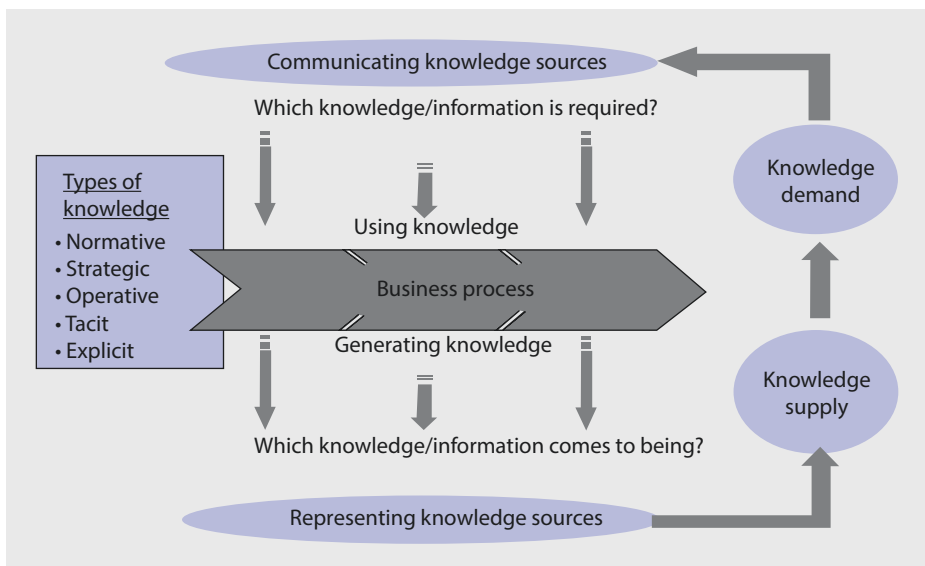 Communicating knowledge sources
Which knowledge/information is required?
Knowledge
demand
Types of
knowledge
• Normative
• Strategic
• Operative
• Tacit
• Explicit
Using knowledge
Business process
Generating knowledge
Knowledge
supply
Which knowledge/information comes to being?
Representing knowledge sources